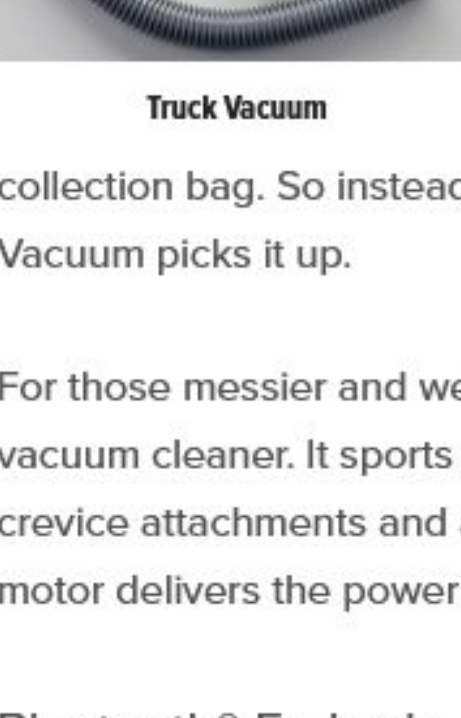 Truck Vacuum
collection bag. So instead
Vacuum picks it up.
For those messier and we
vacuum cleaner. It sports
crevice attachments and
motor delivers the power